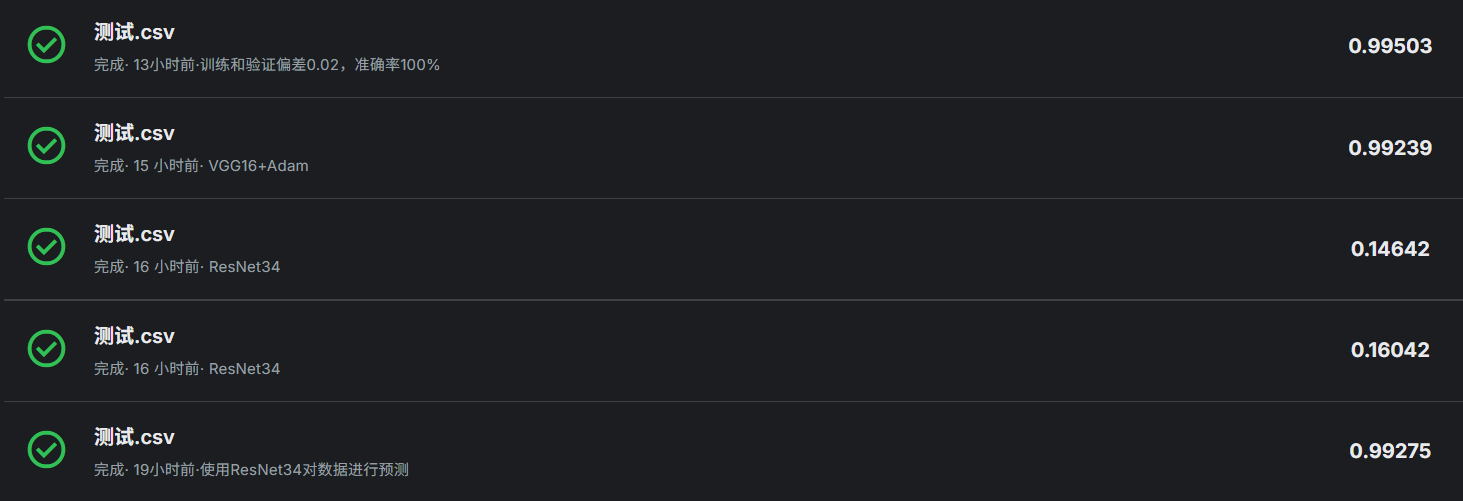 测试.csv
0.99503
完成· 13小时前·训练和验证偏差0.02，准确率100%
测试.csv
0.99239
完成· 15 小时前· VGG16+Adam
测试.csv
0.14642
完成· 16 小时前· ResNet34
测试.csv
0.16042
完成· 16 小时前· ResNet34
测试.csv
0.99275
完成· 19小时前·使用ResNet34对数据进行预测